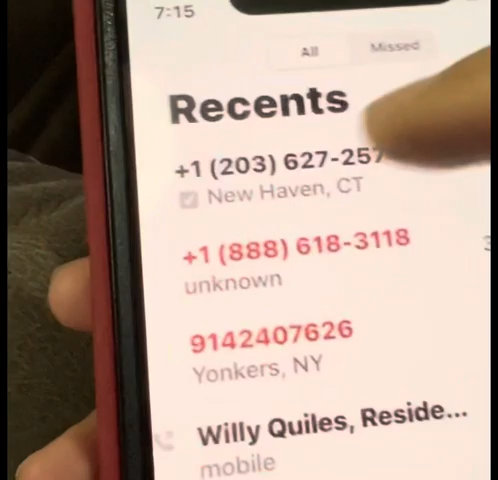 7:15
All Missed
Recents
+1 (203) 627-257
New Haven, CT
+1 (888) 618-3118
unknown
9142407626
Yonkers, NY
Willy Quiles, Reside...
mobile